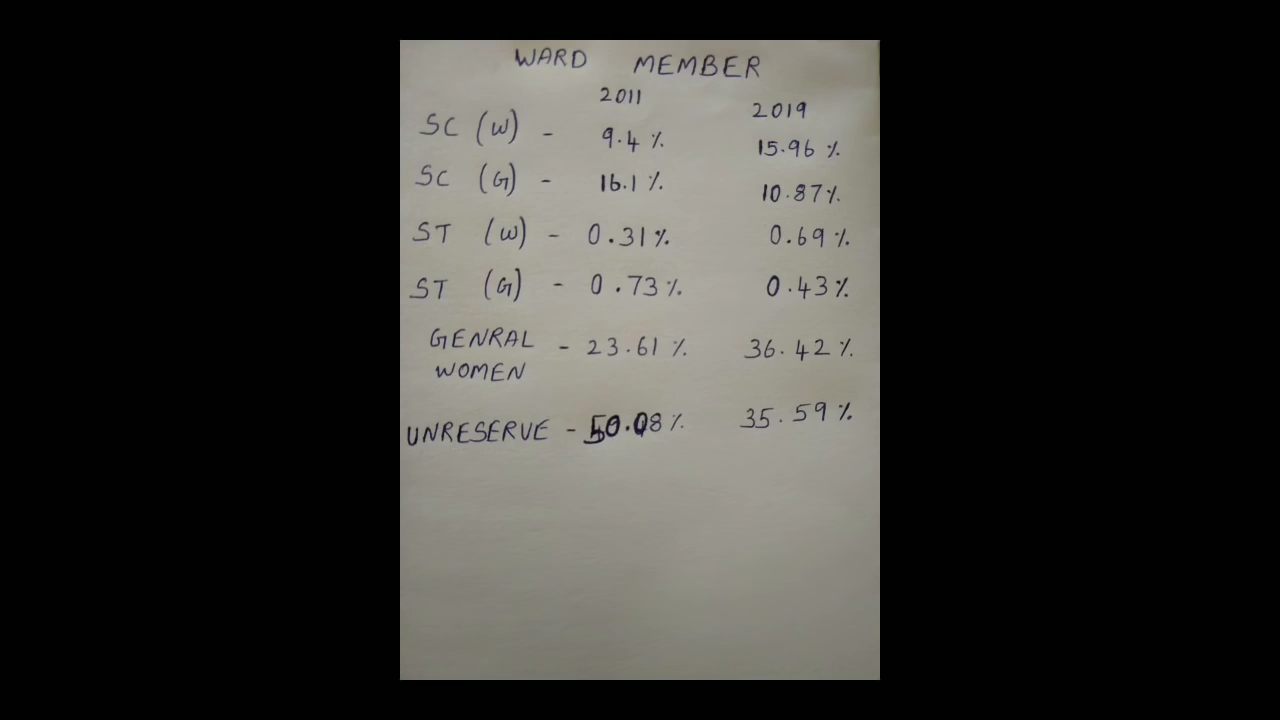 WARD MEMBER
2011 2019
SC (W) - 9.4 % 15.96 %
SC (G) - 16.1 % 10.87%
ST (W) - 0.31% 0.69%
ST (G) - 0.73% 0.43%
GENRAL WOMEN - 23.61 % 36.42 %
UNRESERVE - 50.08 % 35.59 %